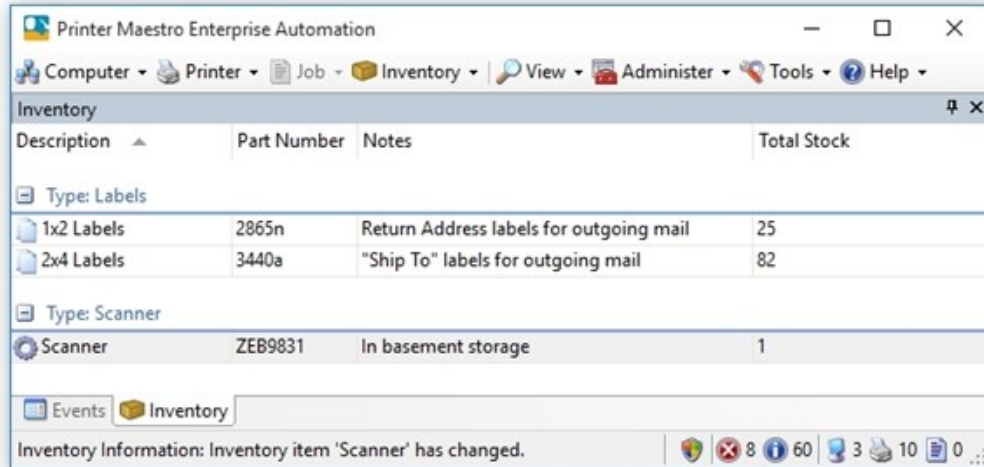 Printer Maestro Enterprise Automation
Computer Printer Job Inventory View Administer Tools Help
Inventory
Description Part Number Notes Total Stock
Type: Labels
1x2 Labels 2865n Return Address labels for outgoing mail 25
2x4 Labels 3440a "Ship To" labels for outgoing mail 82
Type: Scanner
Scanner ZEB9831 In basement storage 1
Events Inventory
Inventory Information: Inventory item 'Scanner' has changed. 8 60 3 10 0